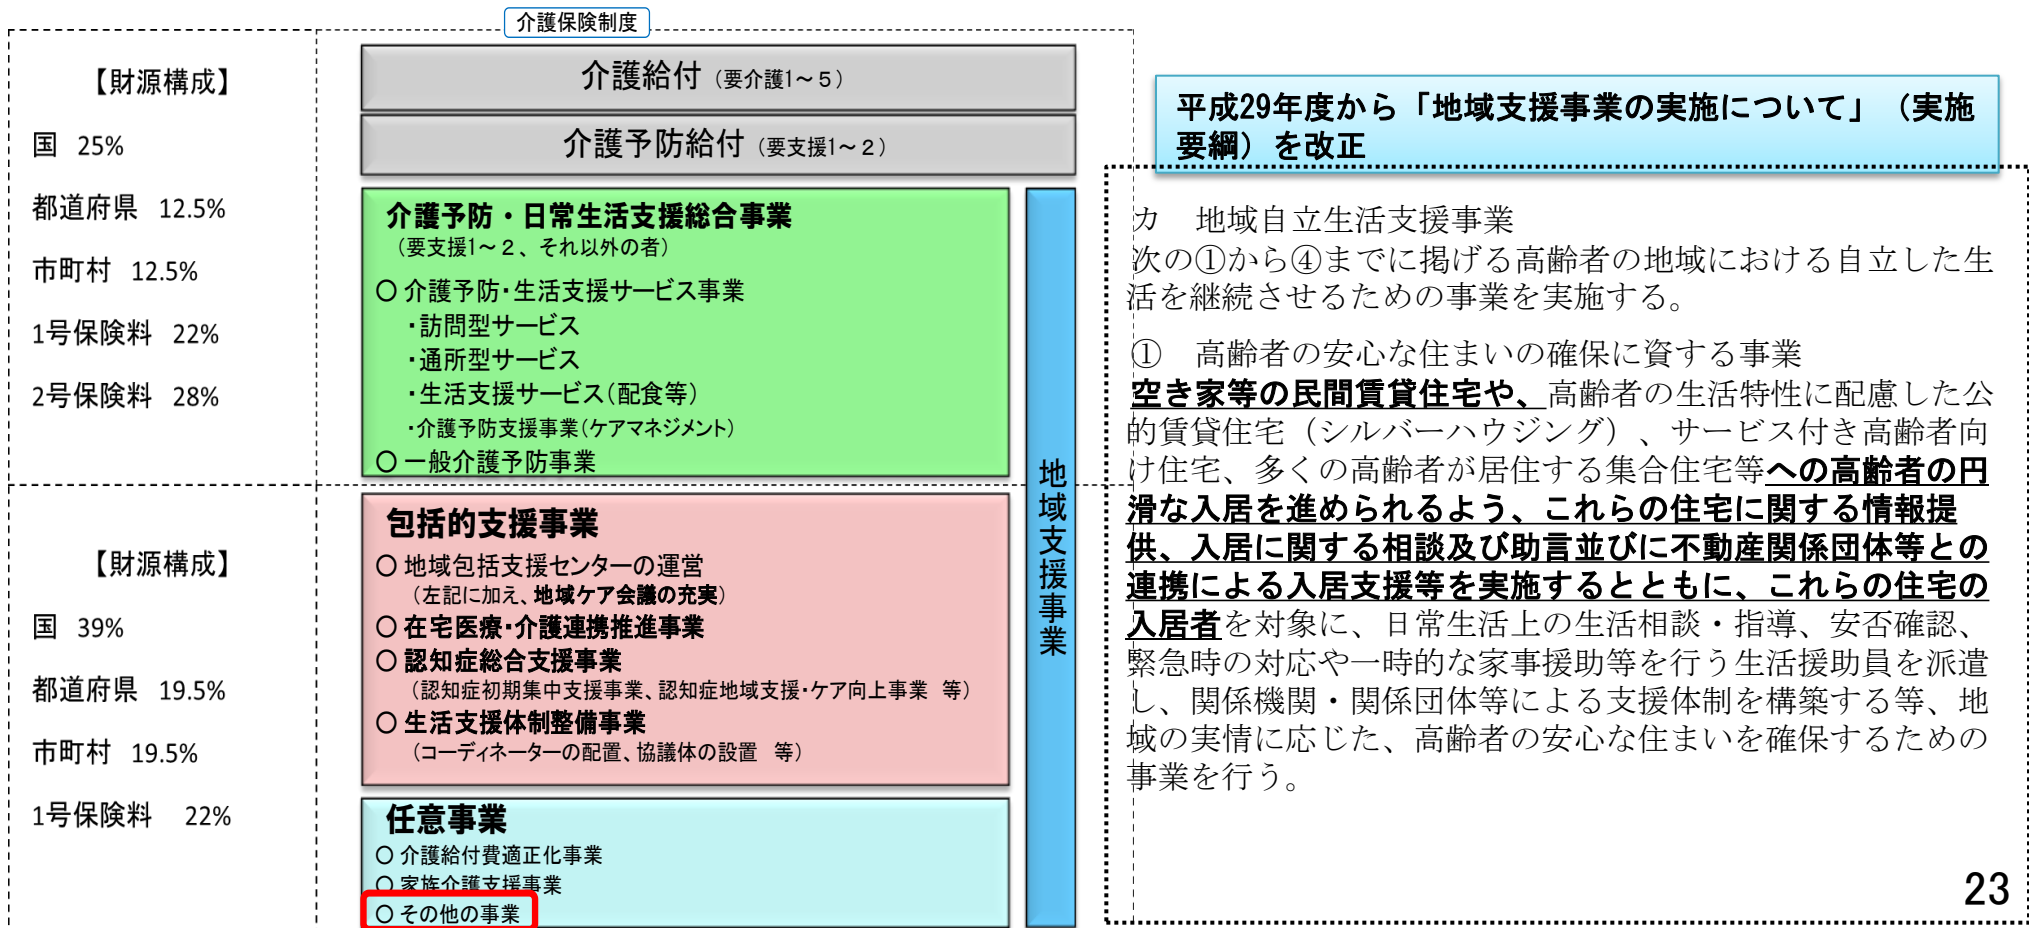 介護保険制度
【財源構成】
国 25%
都道府県 12.5%
市町村 12.5%
1号保険料 22%
2号保険料 28%
【財源構成】
国 39%
都道府県 19.5%
市町村 19.5%
1号保険料 22%
介護給付（要介護1～５）
介護予防給付（要支援1～２）
介護予防・日常生活支援総合事業
（要支援1～２、それ以外の者）
○ 介護予防・生活支援サービス事業
・訪問型サービス
・通所型サービス
・生活支援サービス（配食等）
・介護予防支援事業（ケアマネジメント）
○ 一般介護予防事業
包括的支援事業
○ 地域包括支援センターの運営
（左記に加え、地域ケア会議の充実）
○ 在宅医療・介護連携推進事業
○ 認知症総合支援事業
（認知症初期集中支援事業、認知症地域支援・ケア向上事業 等）
○ 生活支援体制整備事業
（コーディネーターの配置、協議体の設置 等）
任意事業
○ 介護給付費適正化事業
○ 家族介護支援事業
○ その他の事業
地域支援事業
平成29年度から「地域支援事業の実施について」（実施
要綱）を改正
カ 地域自立生活支援事業
次の①から④までに掲げる高齢者の地域における自立した生
活を継続させるための事業を実施する。
① 高齢者の安心な住まいの確保に資する事業
空き家等の民間賃貸住宅や、高齢者の生活特性に配慮した公
的賃貸住宅（シルバーハウジング）、サービス付き高齢者向
け住宅、多くの高齢者が居住する集合住宅等への高齢者の円
滑な入居を進められるよう、これらの住宅に関する情報提
供、入居に関する相談及び助言並びに不動産関係団体等との
連携による入居支援等を実施するとともに、これらの住宅の
入居者を対象に、日常生活上の生活相談・指導、安否確認、
緊急時の対応や一時的な家事援助等を行う生活援助員を派遣
し、関係機関・関係団体等による支援体制を構築する等、地
域の実情に応じた、高齢者の安心な住まいを確保するための
事業を行う。
23